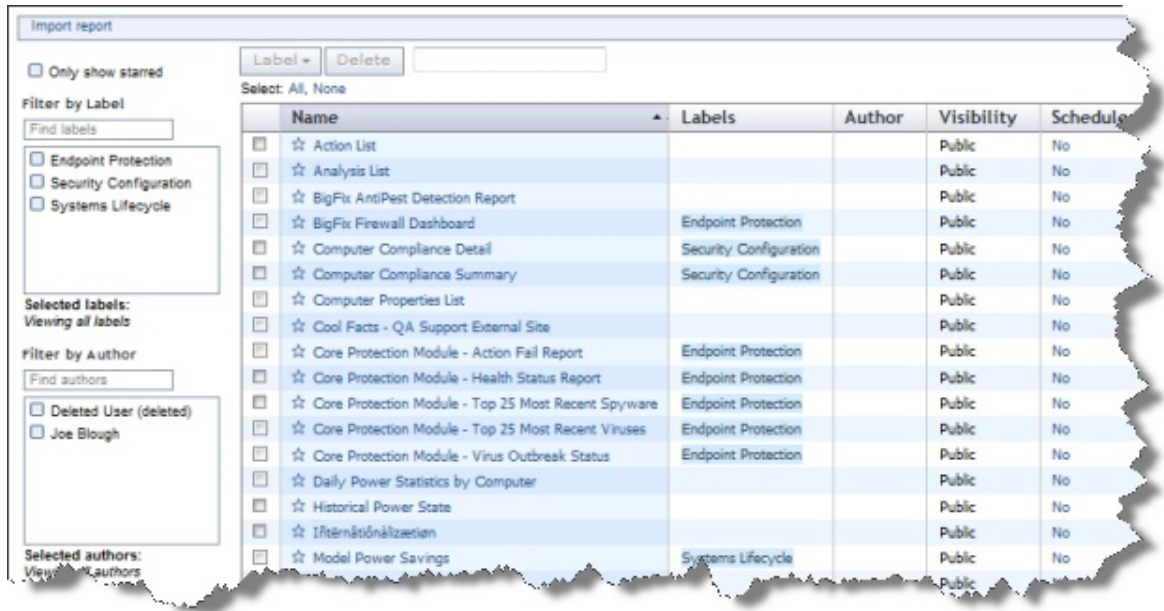 Import report
Only show starred
Filter by Label
Find labels
Endpoint Protection
Security Configuration
Systems Lifecycle
Selected labels:
Viewing all labels
Filter by Author
Find authors
Deleted User (deleted)
Joe Blough
Selected authors:
Label Delete
Select: All, None
Name Labels Author Visibility
Action List Public No
Analysis List Public No
BigFix AntiPest Detection Report Public No
BigFix Firewall Dashboard Endpoint Protection Public No
Computer Compliance Detail Security Configuration Public No
Computer Compliance Summary Security Configuration Public No
Computer Properties List Public No
Cool Facts - QA Support External Site Public No
Core Protection Module - Action Fail Report Endpoint Protection Public No
Core Protection Module - Health Status Report Endpoint Protection Public No
Core Protection Module - Top 25 Most Recent Spyware Endpoint Protection Public No
Core Protection Module - Top 25 Most Recent Viruses Endpoint Protection Public No
Core Protection Module - Virus Outbreak Status Endpoint Protection Public No
Daily Power Statistics by Computer Public No
Historical Power State Public No
Public No
Model Power Savings Systems Lifecycle Public No
Public